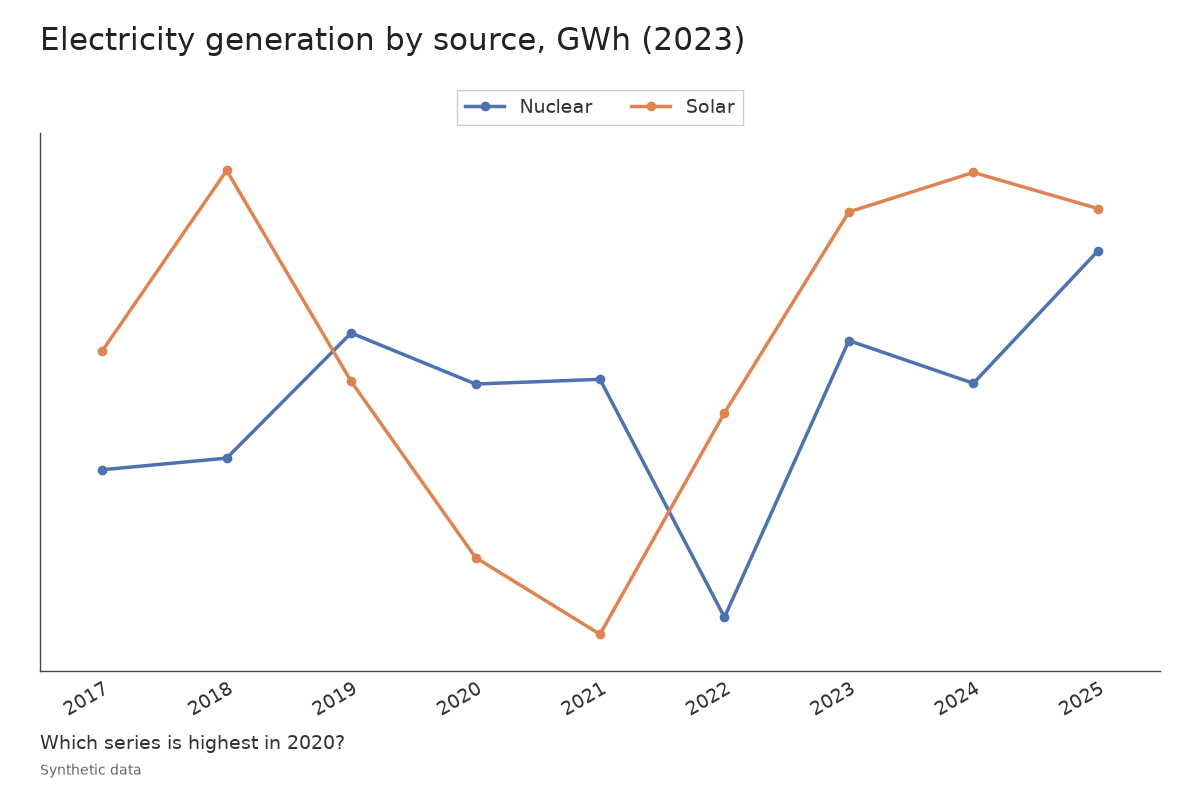 Electricity generation by source, GWh (2023)
Nuclear Solar
2017 2018 2019 2020 2021 2022 2023 2024 2025
Which series is highest in 2020?
Synthetic data